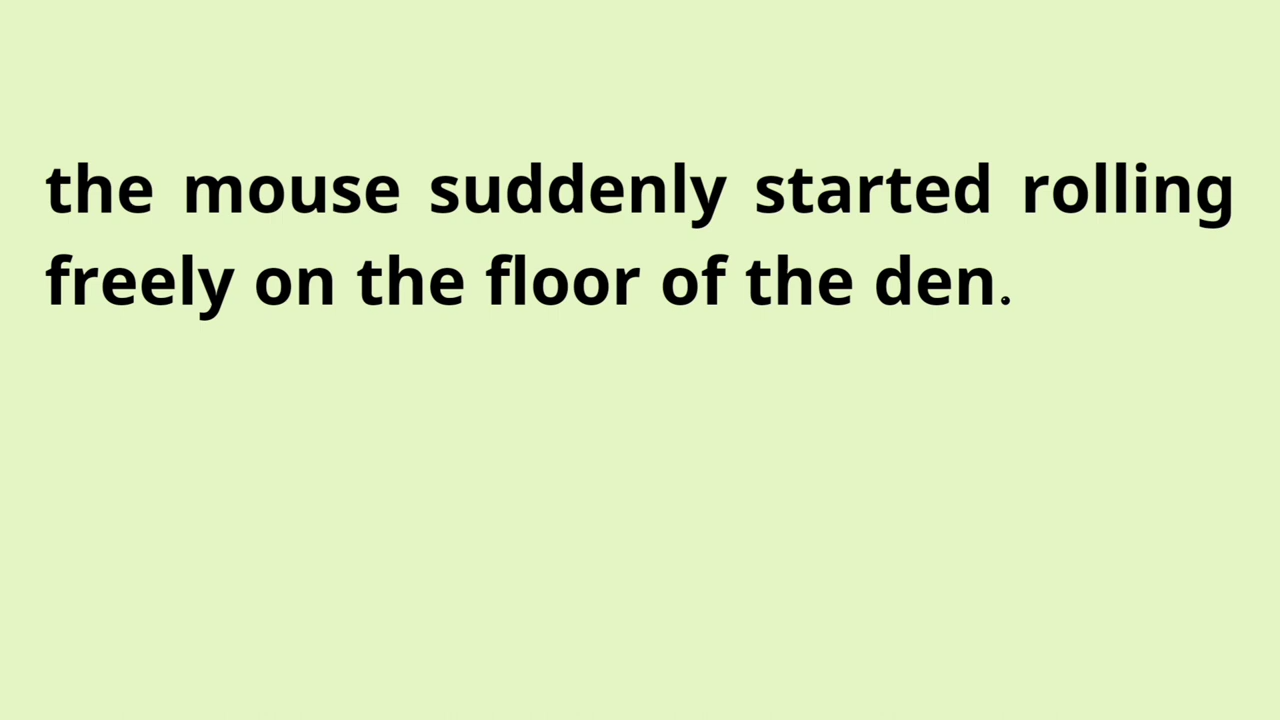 the mouse suddenly started rolling
freely on the floor of the den.